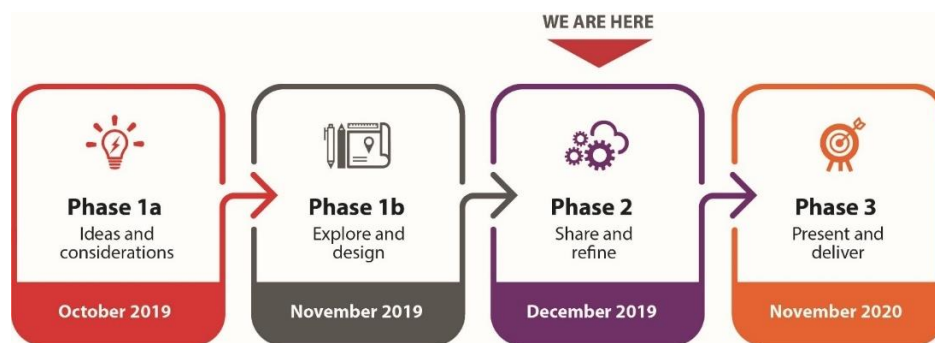 WE ARE HERE
Phase 1a
Ideas and
considerations
October 2019
Phase 1b
Explore and
design
November 2019
Phase 2
Share and
refine
December 2019
Phase 3
Present and
deliver
November 2020